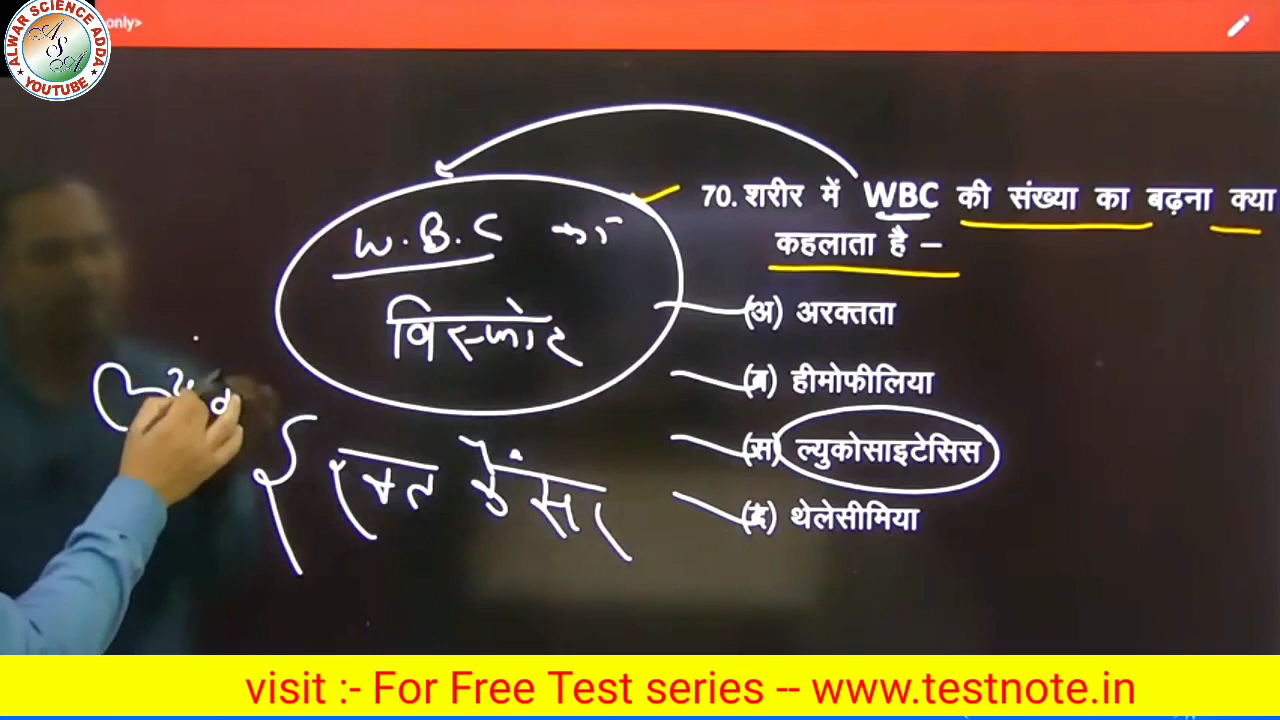 ALWAR SCIENCE ADDA
A S A
YOUTUBE
only>
70. शरीर में WBC की संख्या का बढ़ना क्या
कहलाता है –
(अ) अरक्तता
(ब) हीमोफीलिया
(स) ल्युकोसाइटेसिस
(द) थेलेसीमिया
W.B.C का
विस्फोट
रक्त कैंसर
visit :- For Free Test series -- www.testnote.in